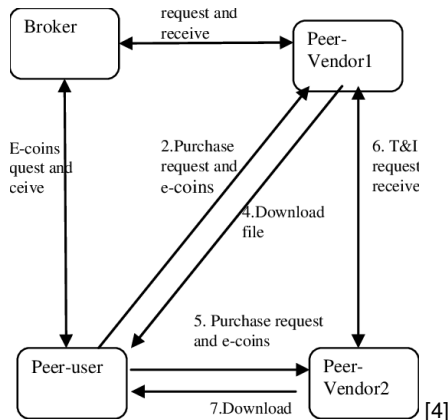 request and
receive
Broker
Peer-
Vendor1
E-coins
quest and
ceive
2.Purchase
request and
e-coins
6. T&I
request
receive
4.Download
file
5. Purchase request
and e-coins
Peer-user
Peer-
Vendor2
7.Download
[4]